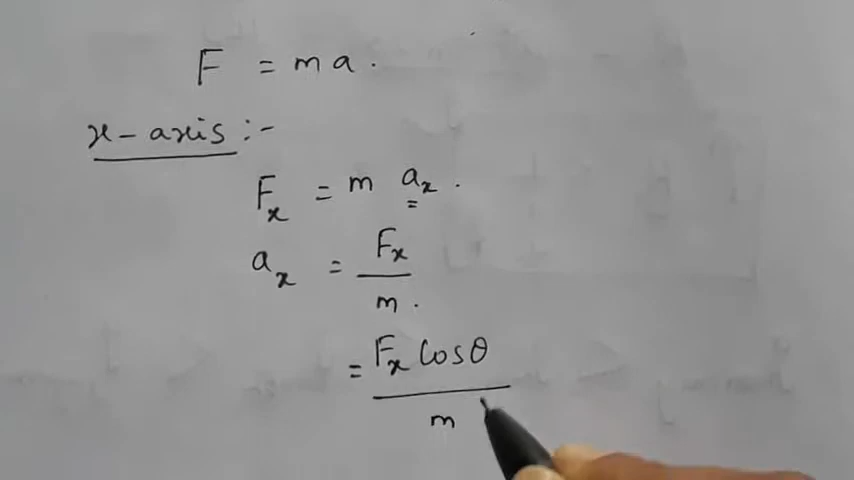 F = ma.
x-axis :-
Fx = m ax.
ax = Fx / m.
= Fx Cosθ / m